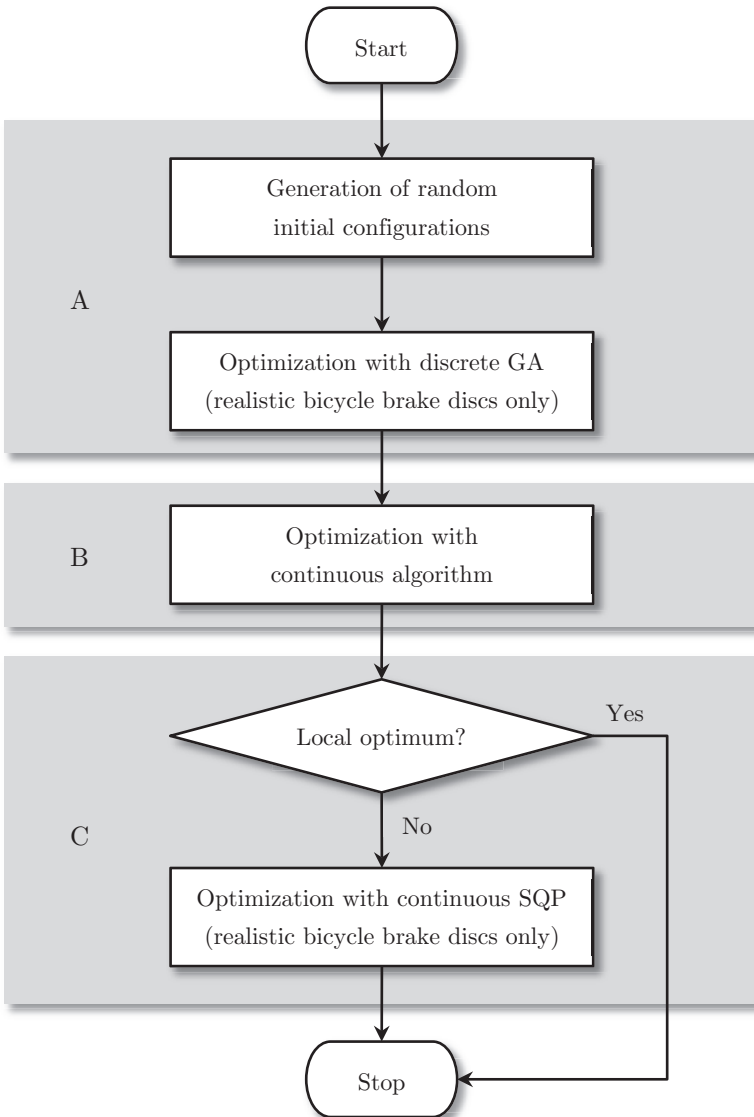 Start
Generation of random
initial configurations
A
Optimization with discrete GA
(realistic bicycle brake discs only)
Optimization with
B
continuous algorithm
Yes
Local optimum?
No
C
Optimization with continuous SQP
(realistic bicycle brake discs only)
Stop